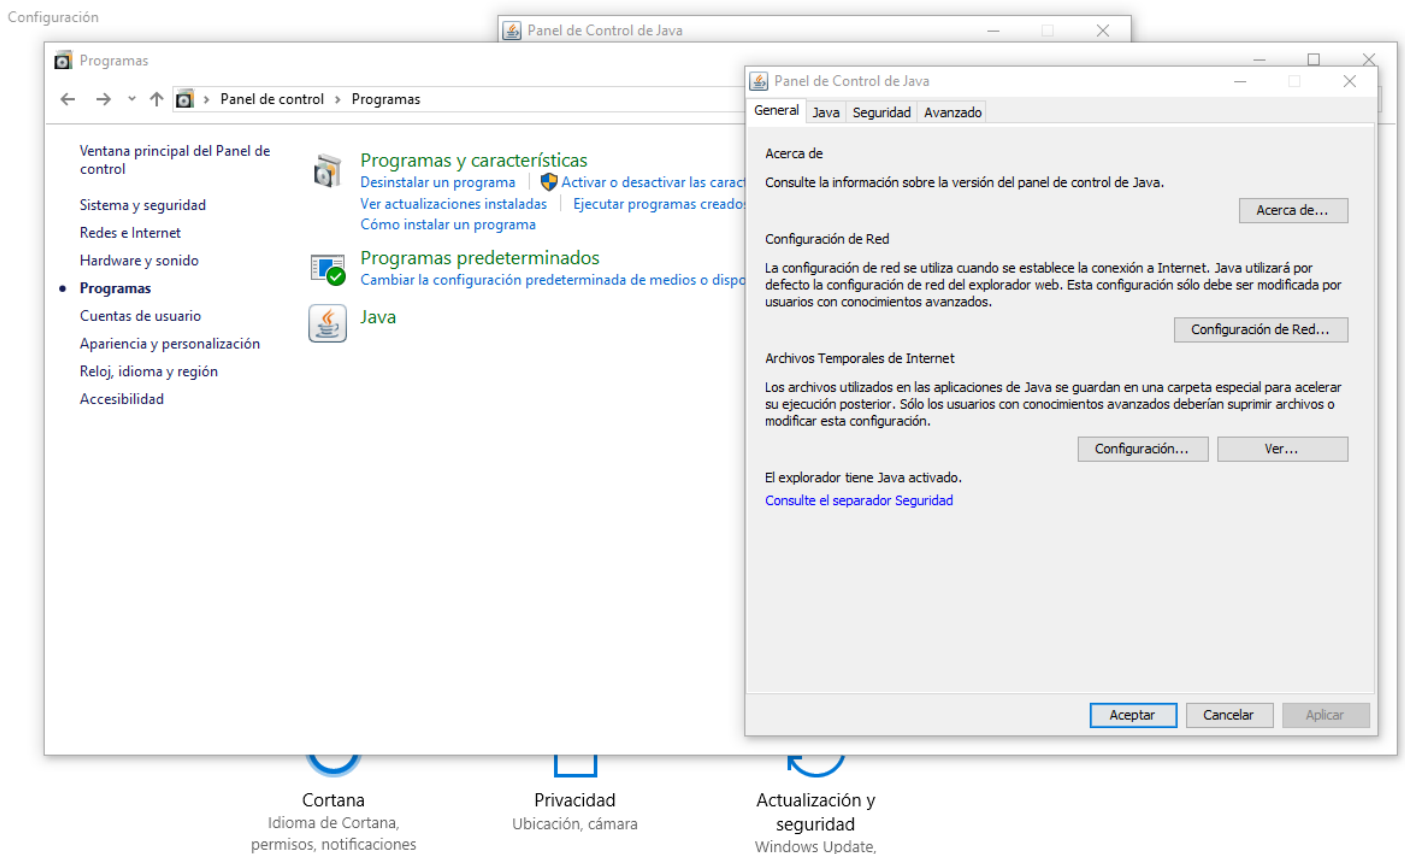 Configuración
Panel de Control de Java
Programas
Panel de control > Programas
Ventana principal del Panel de
control
Sistema y seguridad
Redes e Internet
Hardware y sonido
Programas
Cuentas de usuario
Apariencia y personalización
Reloj, idioma y región
Accesibilidad
Programas y características
Desinstalar un programa
Activar o desactivar las caract
Ver actualizaciones instaladas
Ejecutar programas creados
Cómo instalar un programa
Programas predeterminados
Cambiar la configuración predeterminada de medios o dispo
Java
Panel de Control de Java
General Java Seguridad Avanzado
Acerca de
Consulte la información sobre la versión del panel de control de Java.
Acerca de...
Configuración de Red
La configuración de red se utiliza cuando se establece la conexión a Internet. Java utilizará por
defecto la configuración de red del explorador web. Esta configuración sólo debe ser modificada por
usuarios con conocimientos avanzados.
Configuración de Red...
Archivos Temporales de Internet
Los archivos utilizados en las aplicaciones de Java se guardan en una carpeta especial para acelerar
su ejecución posterior. Sólo los usuarios con conocimientos avanzados deberían suprimir archivos o
modificar esta configuración.
Configuración... Ver...
El explorador tiene Java activado.
Consulte el separador Seguridad
Aceptar Cancelar Aplicar
Cortana
Idioma de Cortana,
permisos, notificaciones
Privacidad
Ubicación, cámara
Actualización y
seguridad
Windows Update,